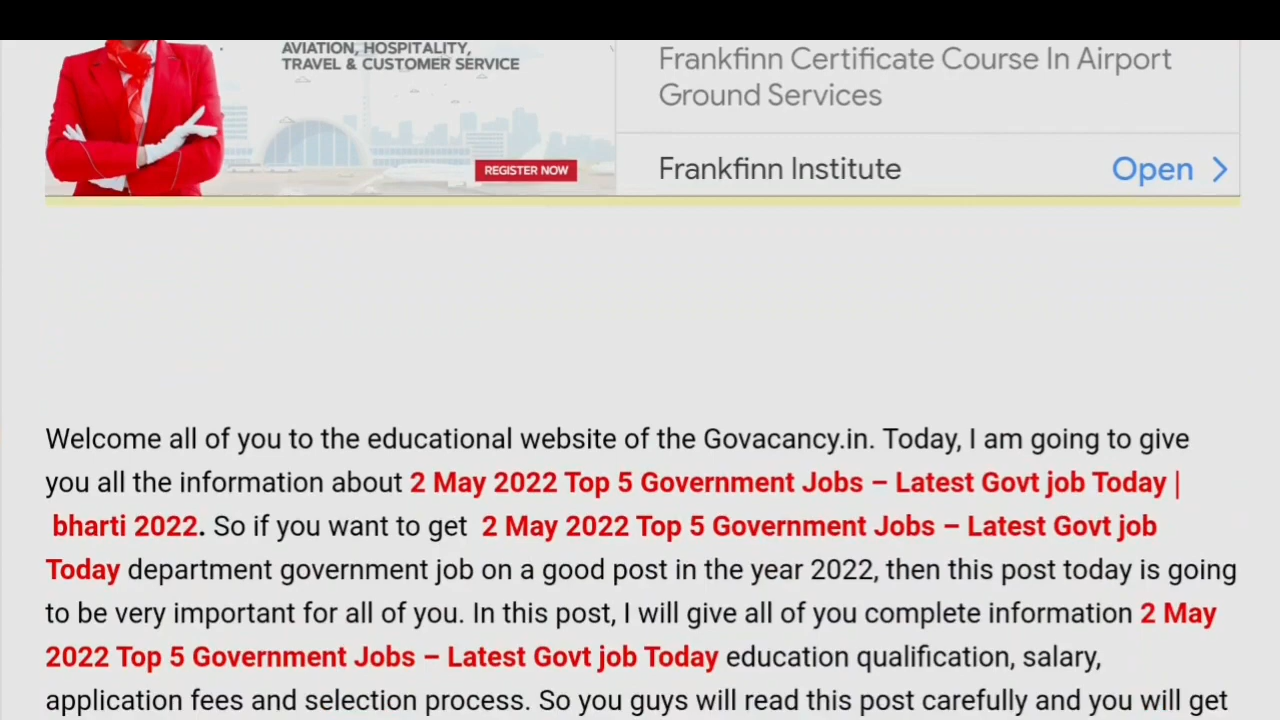 AVIATION, HOSPITALITY,
TRAVEL & CUSTOMER SERVICE
REGISTER NOW
Frankfinn Certificate Course In Airport
Ground Services
Frankfinn Institute
Open
Welcome all of you to the educational website of the Govacancy.in. Today, I am going to give
you all the information about 2 May 2022 Top 5 Government Jobs – Latest Govt job Today |
bharti 2022. So if you want to get 2 May 2022 Top 5 Government Jobs – Latest Govt job
Today department government job on a good post in the year 2022, then this post today is going
to be very important for all of you. In this post, I will give all of you complete information 2 May
2022 Top 5 Government Jobs – Latest Govt job Today education qualification, salary,
application fees and selection process. So you guys will read this post carefully and you will get